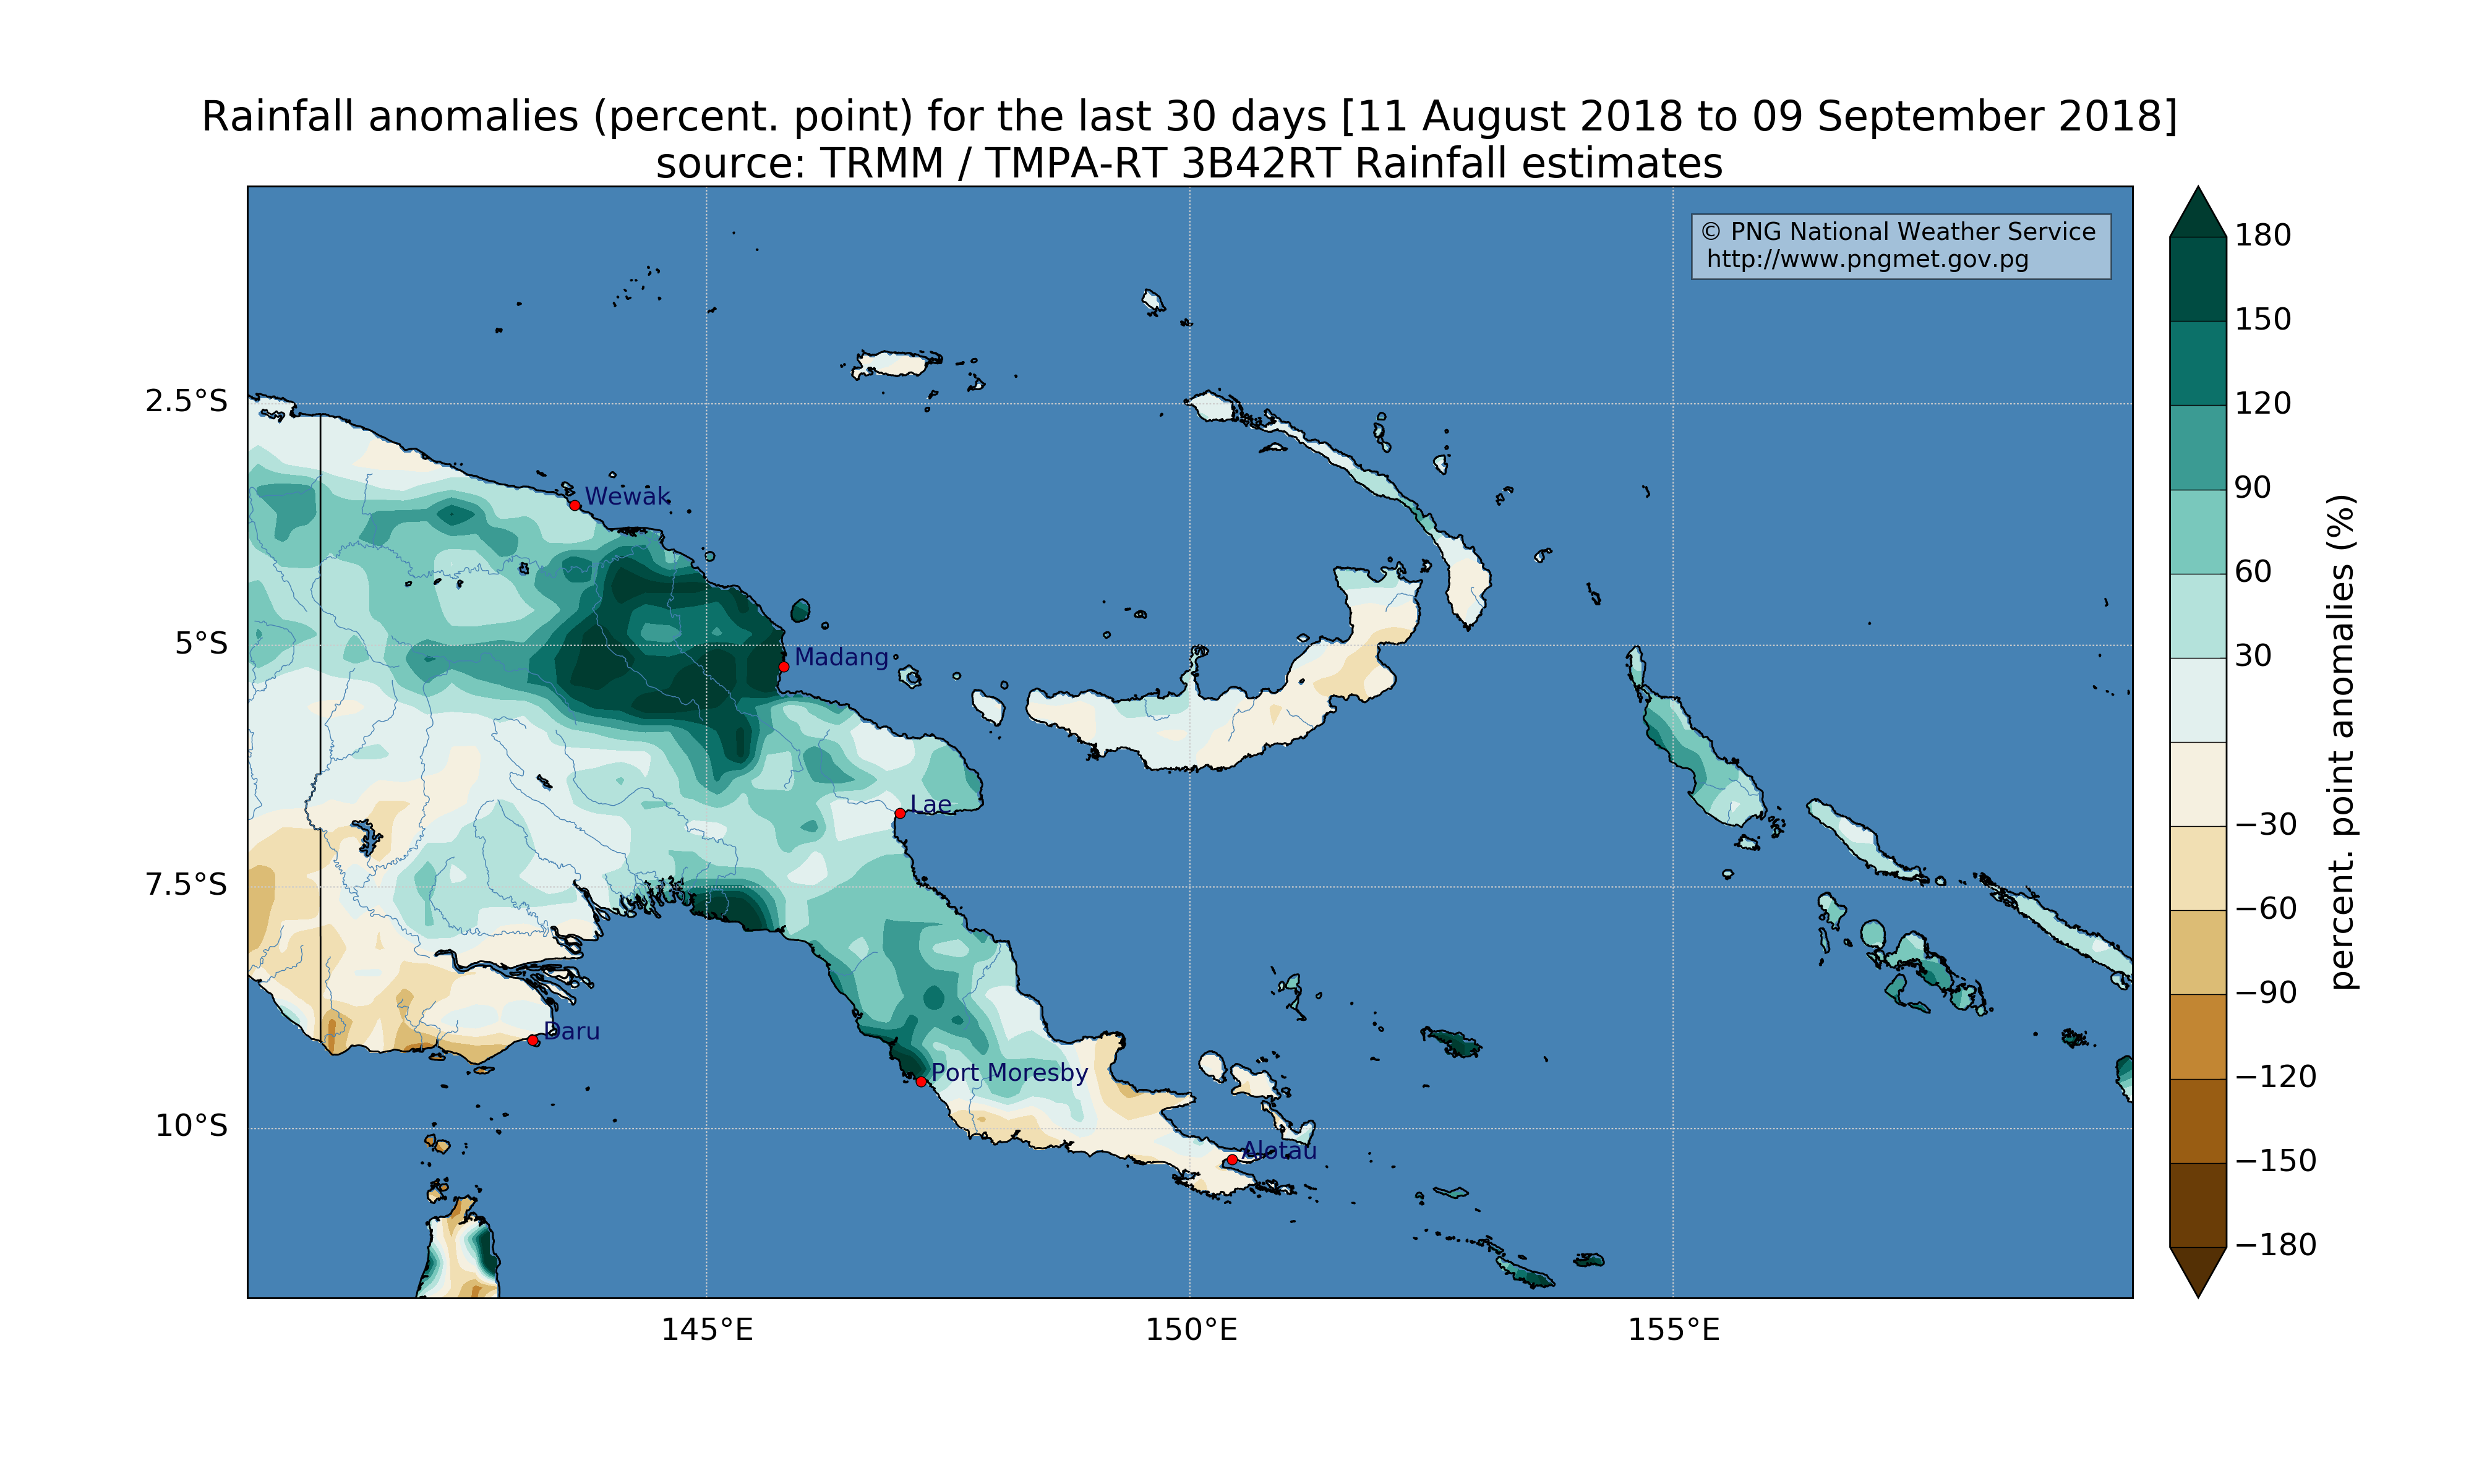 Rainfall anomalies (percent. point) for the last 30 days [11 August 2018 to 09 September 2018]
source: TRMM / TMPA-RT 3B42RT Rainfall estimates
© PNG National Weather Service
http://www.pngmet.gov.pg
180
150
120
90
60
30
−30
−60
−90
−120
−150
−180
percent. point anomalies (%)
2.5°S
5°S
7.5°S
10°S
Wewak
Madang
Lae
Daru
Port Moresby
Alotau
145°E
150°E
155°E